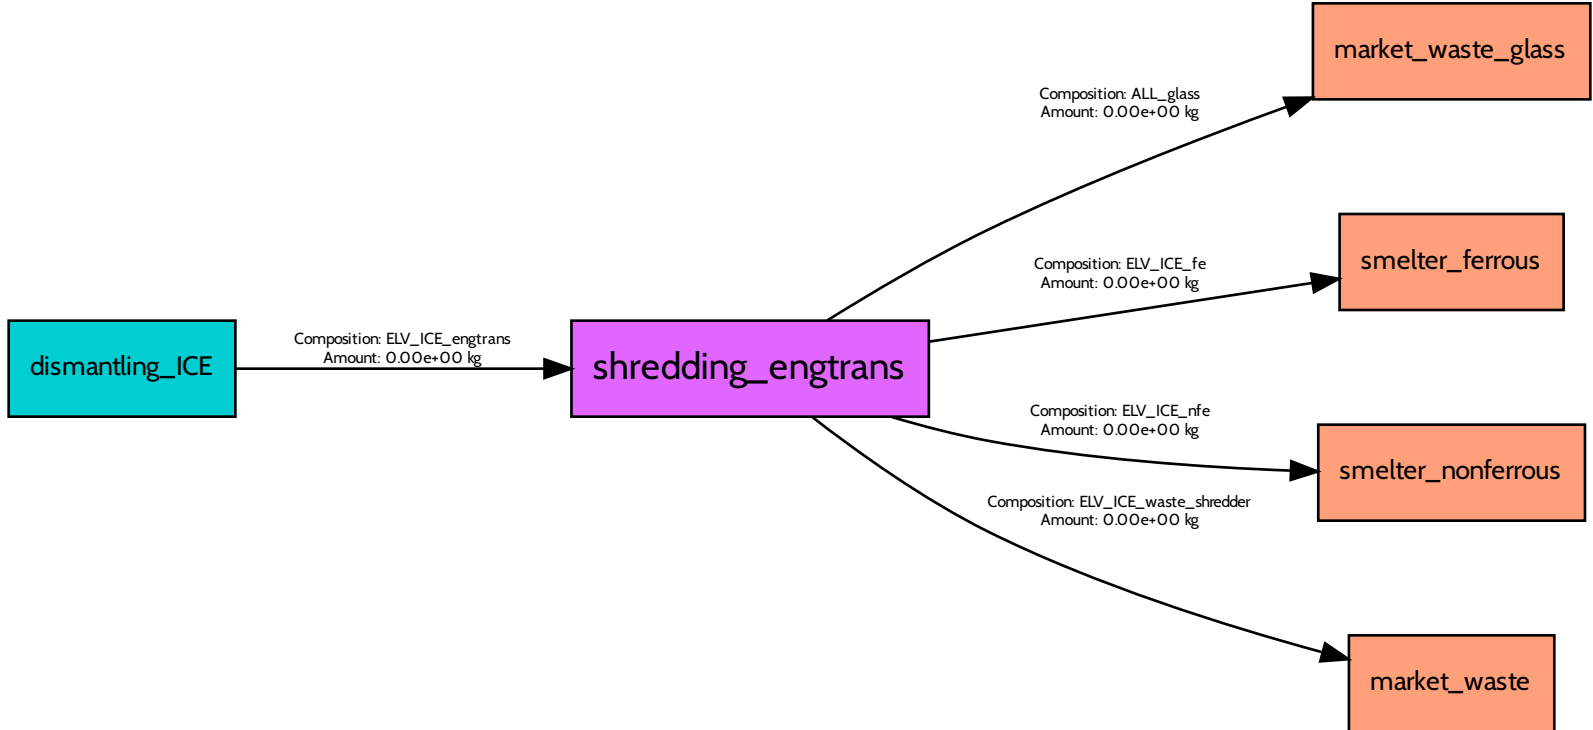 market_waste_glass
Composition: ALL_glass
Amount: 0.00e+00 kg
smelter_ferrous
Composition: ELV_ICE_fe
Amount: 0.00e+00 kg
dismantling_ICE
Composition: ELV_ICE_engtrans
Amount: 0.00e+00 kg
shredding_engtrans
Composition: ELV_ICE_nfe
Amount: 0.00e+00 kg
smelter_nonferrous
Composition: ELV_ICE_waste_shredder
Amount: 0.00e+00 kg
market_waste